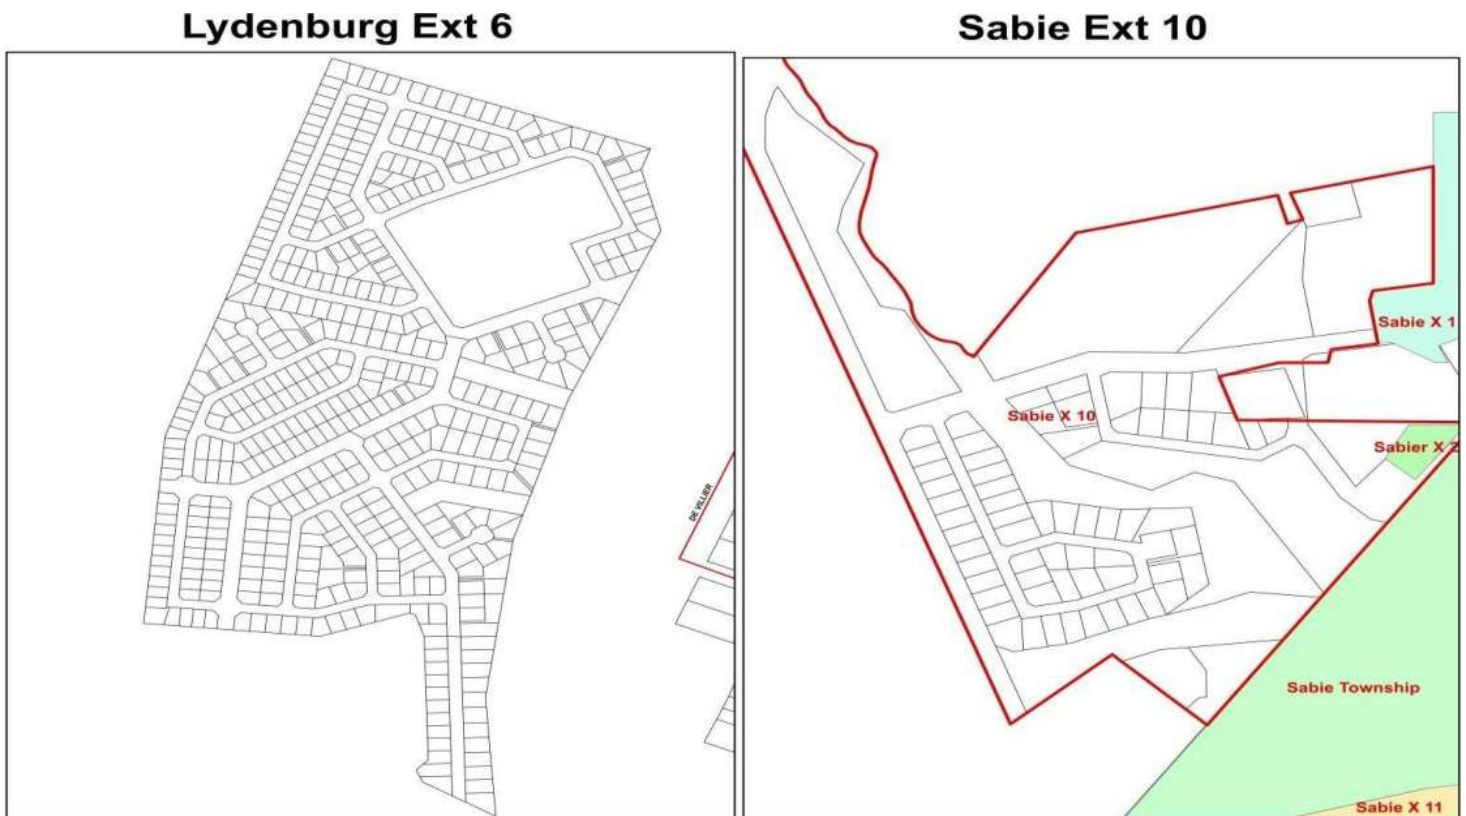 Lydenburg Ext 6
Sabie Ext 10
Sabie X 1
Sabie X 10
Sabier X 2
DE VILLIER
Sabie Township
Sabie X 11